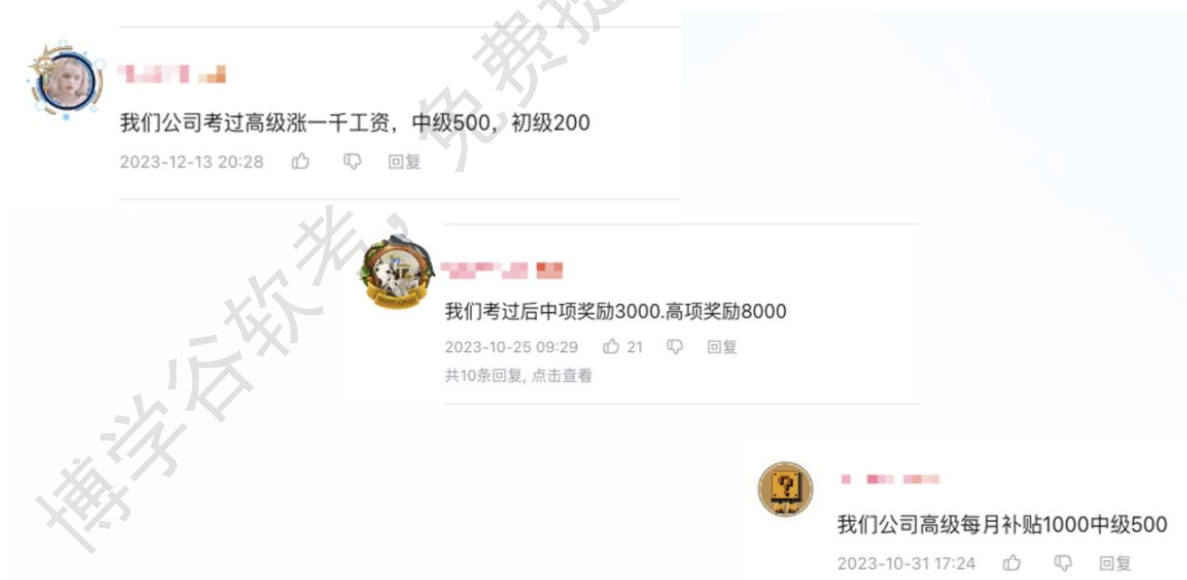 我们公司考过高级涨一千工资，中级500，初级200
2023-12-13 20:28 回复
我们考过后中项奖励3000.高项奖励8000
2023-10-25 09:29 21 回复
共10条回复, 点击查看
我们公司高级每月补贴1000中级500
2023-10-31 17:24 回复
博学谷软考，免费提